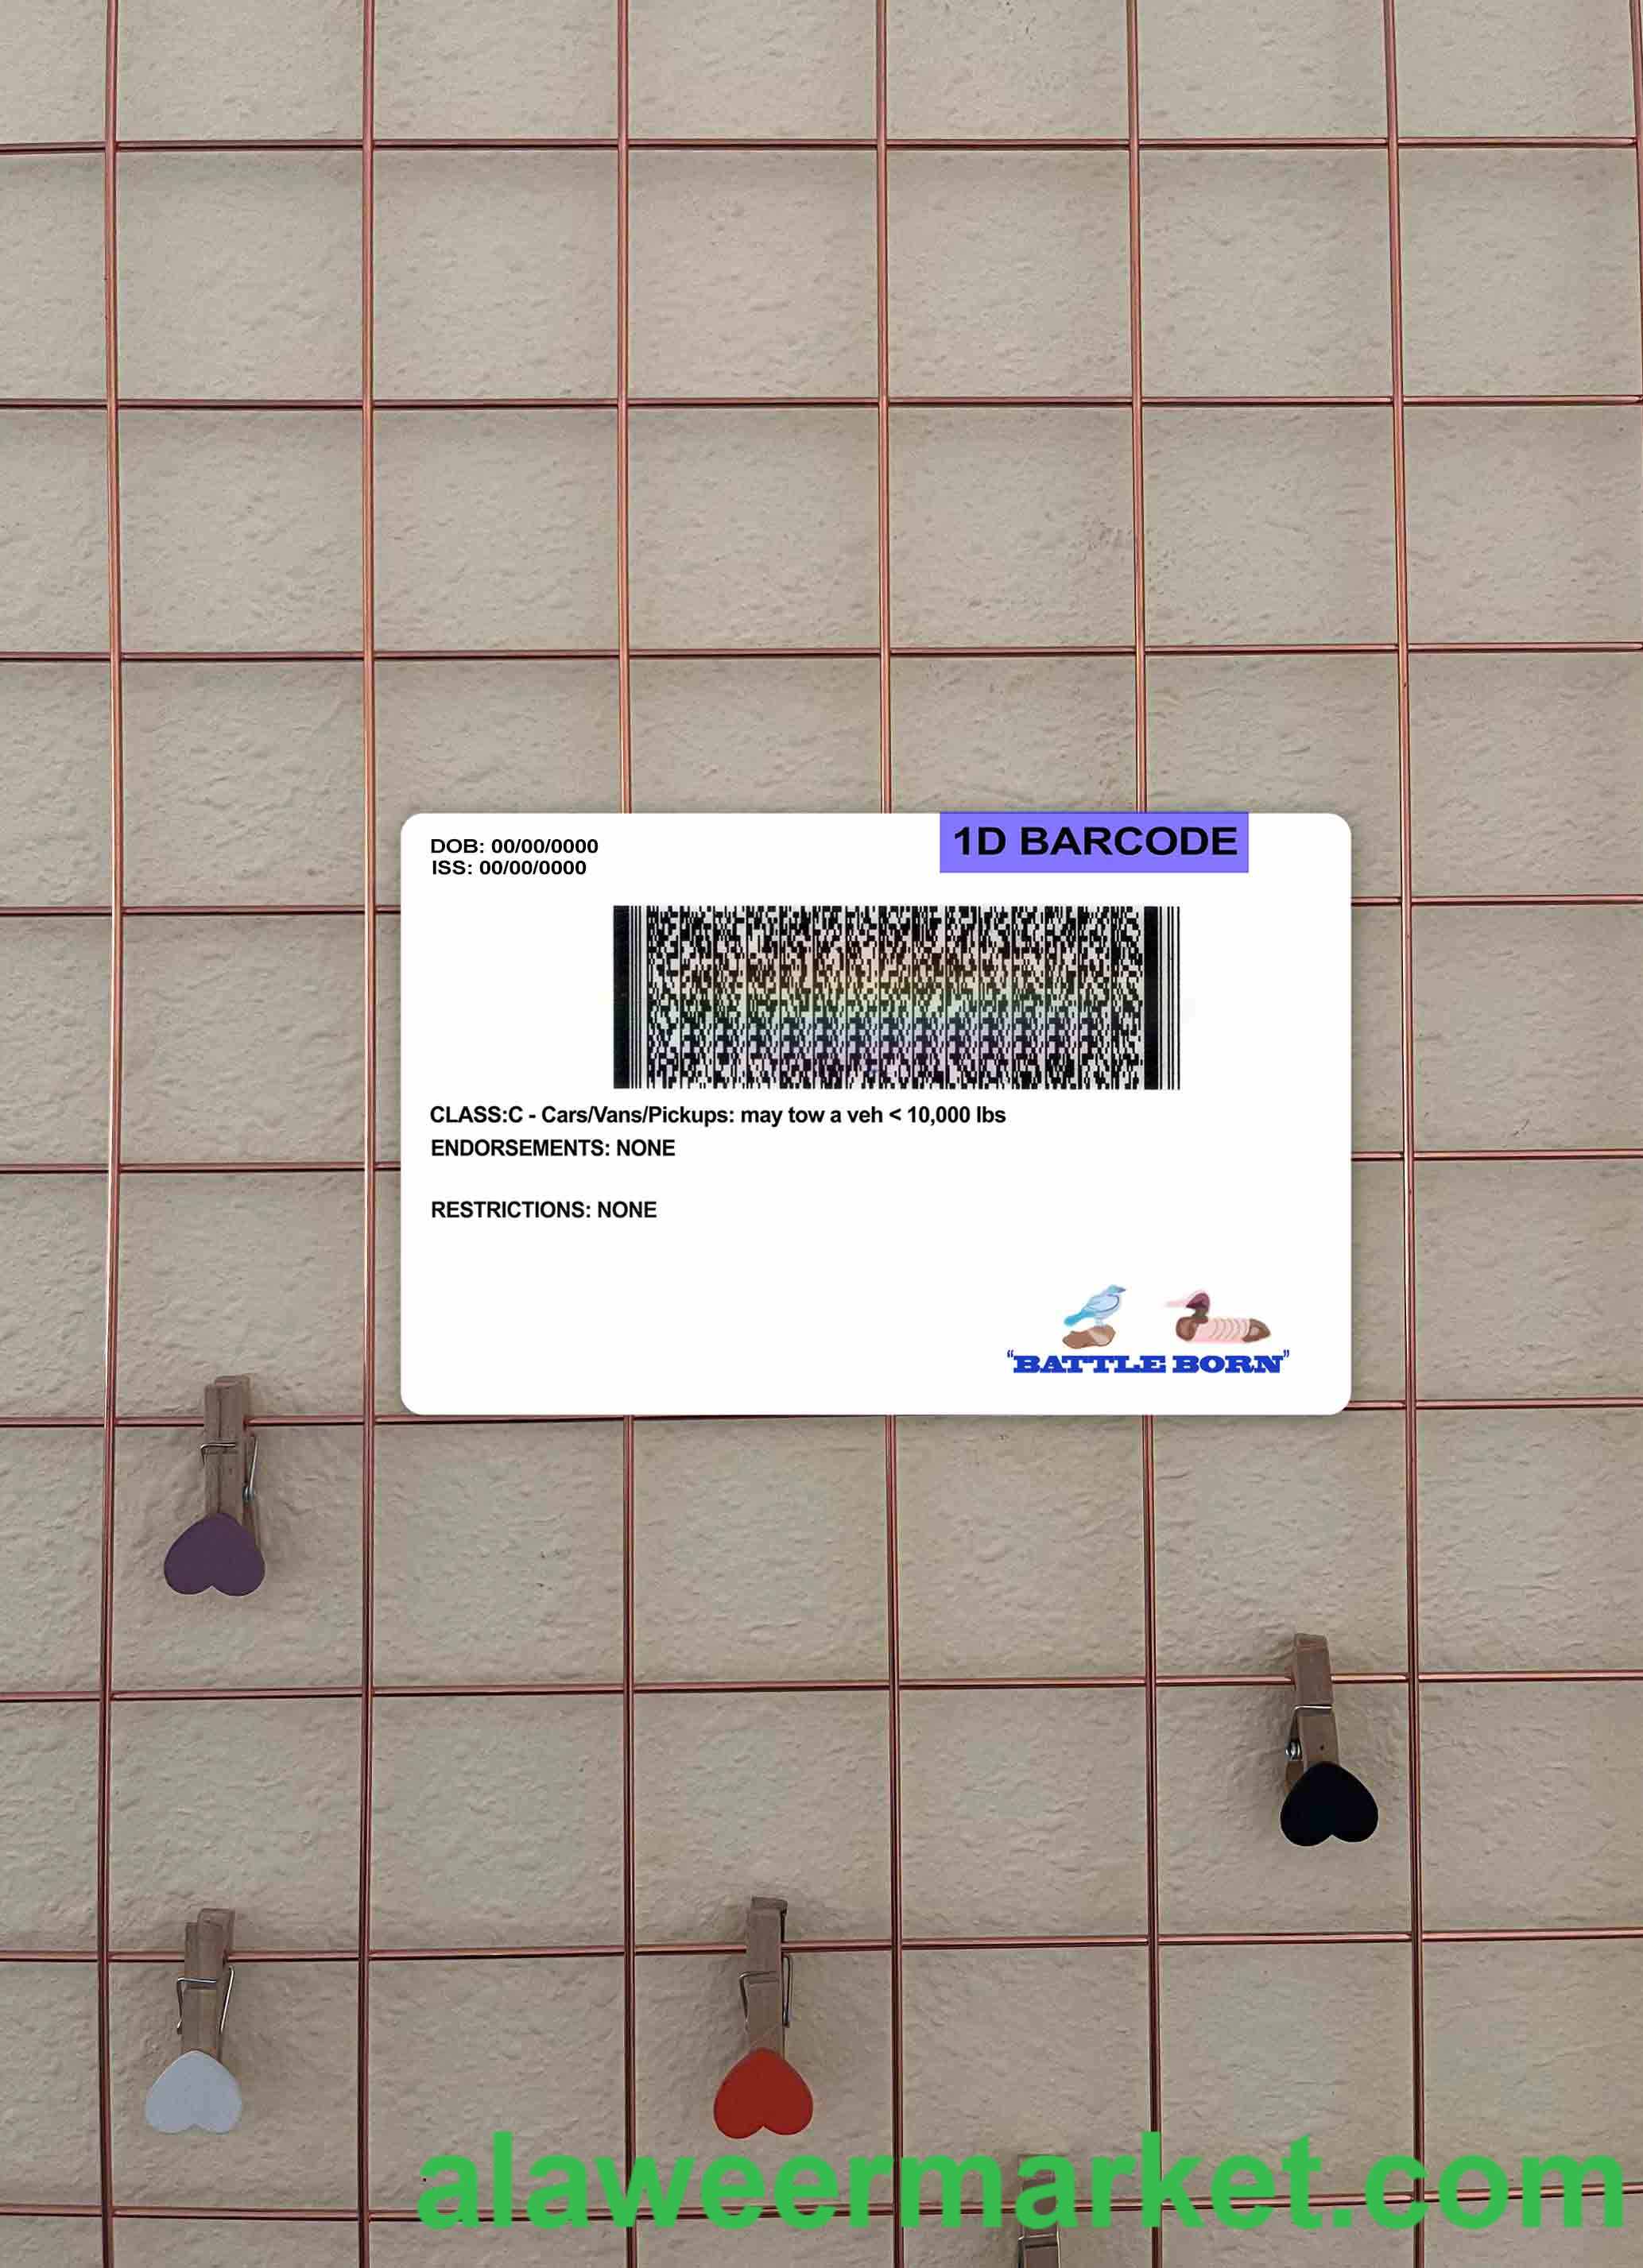 DOB: 00/00/0000
ISS: 00/00/0000
1D BARCODE
CLASS:C - Cars/Vans/Pickups: may tow a veh < 10,000 lbs
ENDORSEMENTS: NONE
RESTRICTIONS: NONE
"BATTLE BORN"
alaweermarket.com